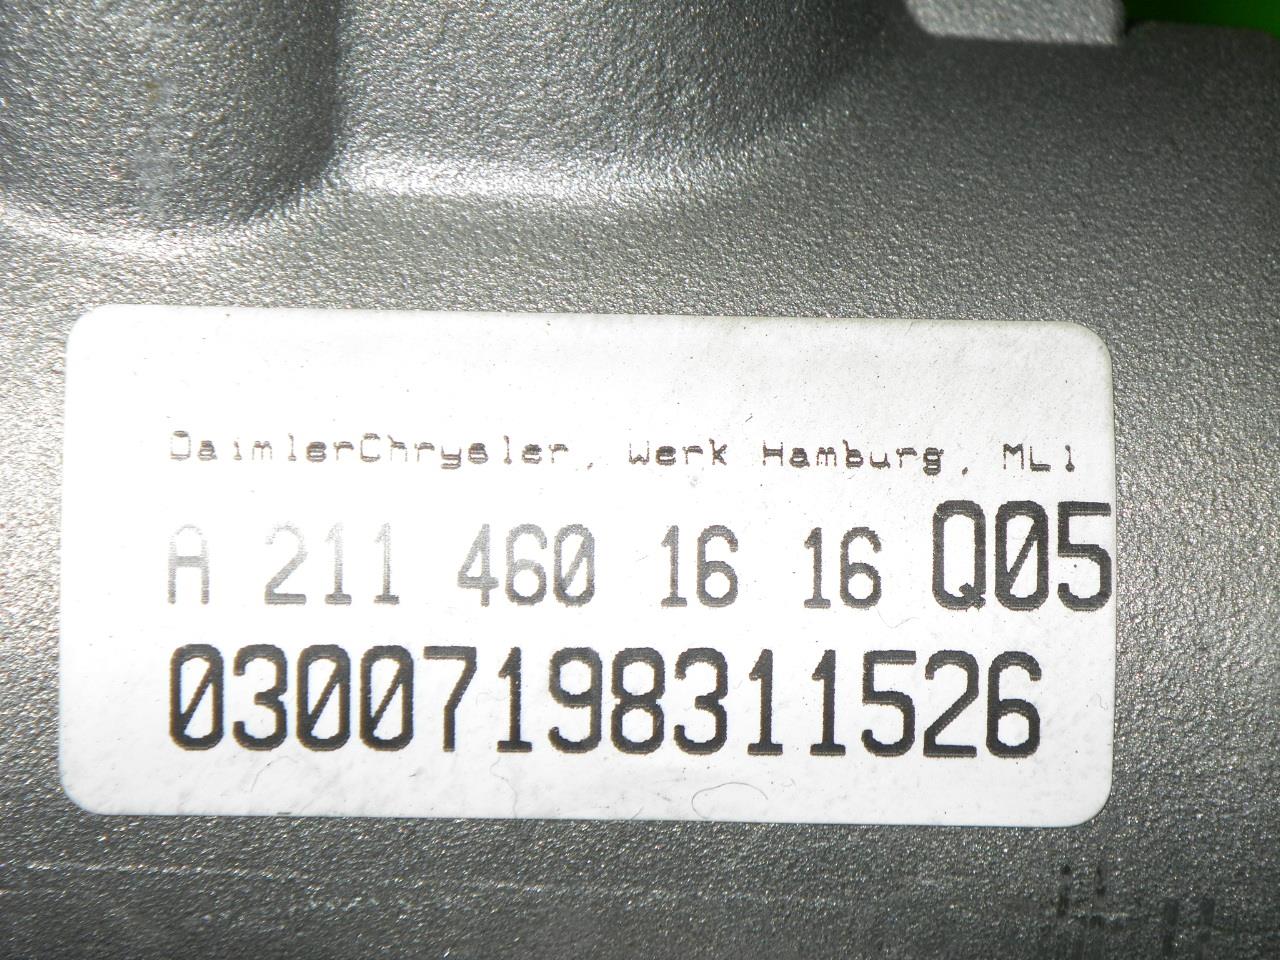 DaimlerChrysler, Werk Hamburg, ML1
A 211 460 16 16 Q05
03007198311526